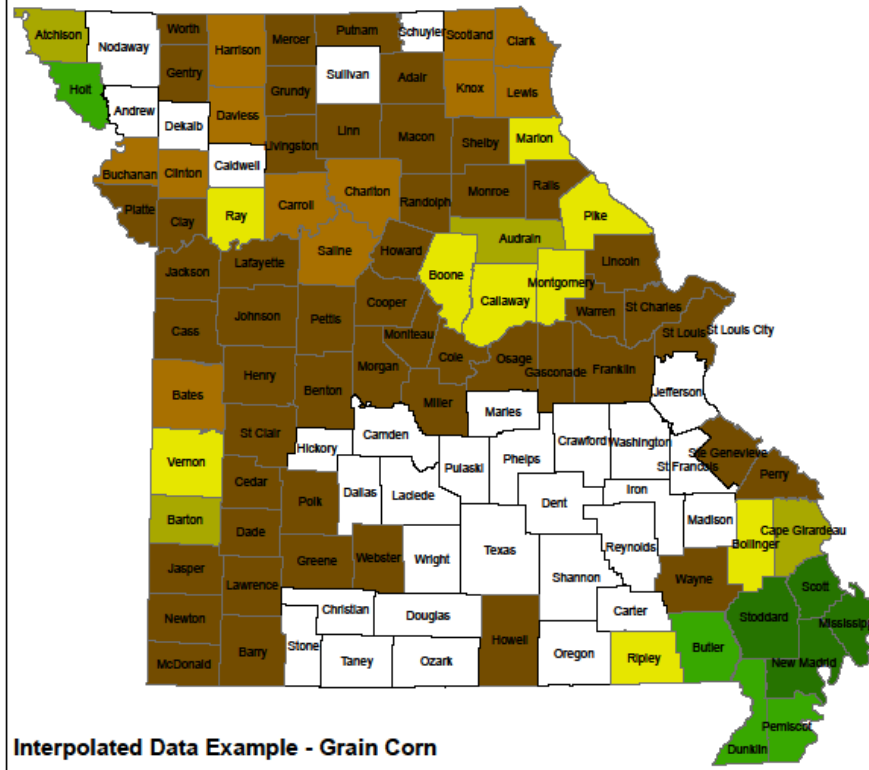 Worth
Putnam
Schuyler
Scotland
Clark
Atchison
Nodaway
Harrison
Mercer
Gentry
Sullivan
Adair
Knox
Lewis
Holt
Grundy
Andrew
Dekalb
Daviess
Linn
Macon
Shelby
Marion
Livingston
Caldwell
Buchanan
Clinton
Chariton
Monroe
Ralls
Platte
Clay
Ray
Carroll
Randolph
Pike
Audrain
Saline
Howard
Lincoln
Jackson
Lafayette
Boone
Montgomery
Callaway
Cooper
St Charles
Warren
Cass
Johnson
Pettis
Moniteau
St Louis
St Louis City
Cole
Osage
Morgan
Gasconade
Franklin
Henry
Benton
Bates
Miller
Jefferson
Maries
St Clair
Camden
Hickory
Crawford
Washington
Ste Genevieve
Vernon
Phelps
Pulaski
St Francois
Cedar
Perry
Polk
Dallas
Laclede
Iron
Dent
Barton
Madison
Cape Girardeau
Dade
Bollinger
Texas
Reynolds
Greene
Webster
Wright
Jasper
Lawrence
Shannon
Wayne
Scott
Newton
Christian
Douglas
Carter
Stoddard
Mississippi
Stone
Barry
Howell
Oregon
Ripley
Butler
McDonald
Taney
Ozark
New Madrid
Pemiscot
Dunklin
Interpolated Data Example - Grain Corn